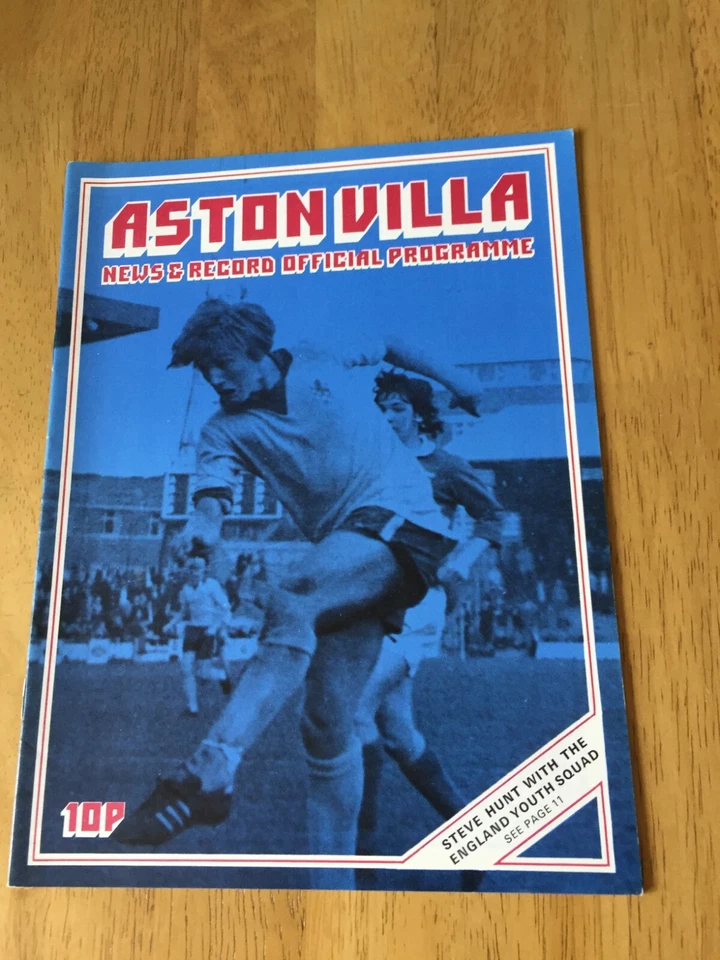 ASTON VILLA
NEWS & RECORD OFFICIAL PROGRAMME
10P
STEVE HUNT WITH THE
ENGLAND YOUTH SQUAD
SEE PAGE 11